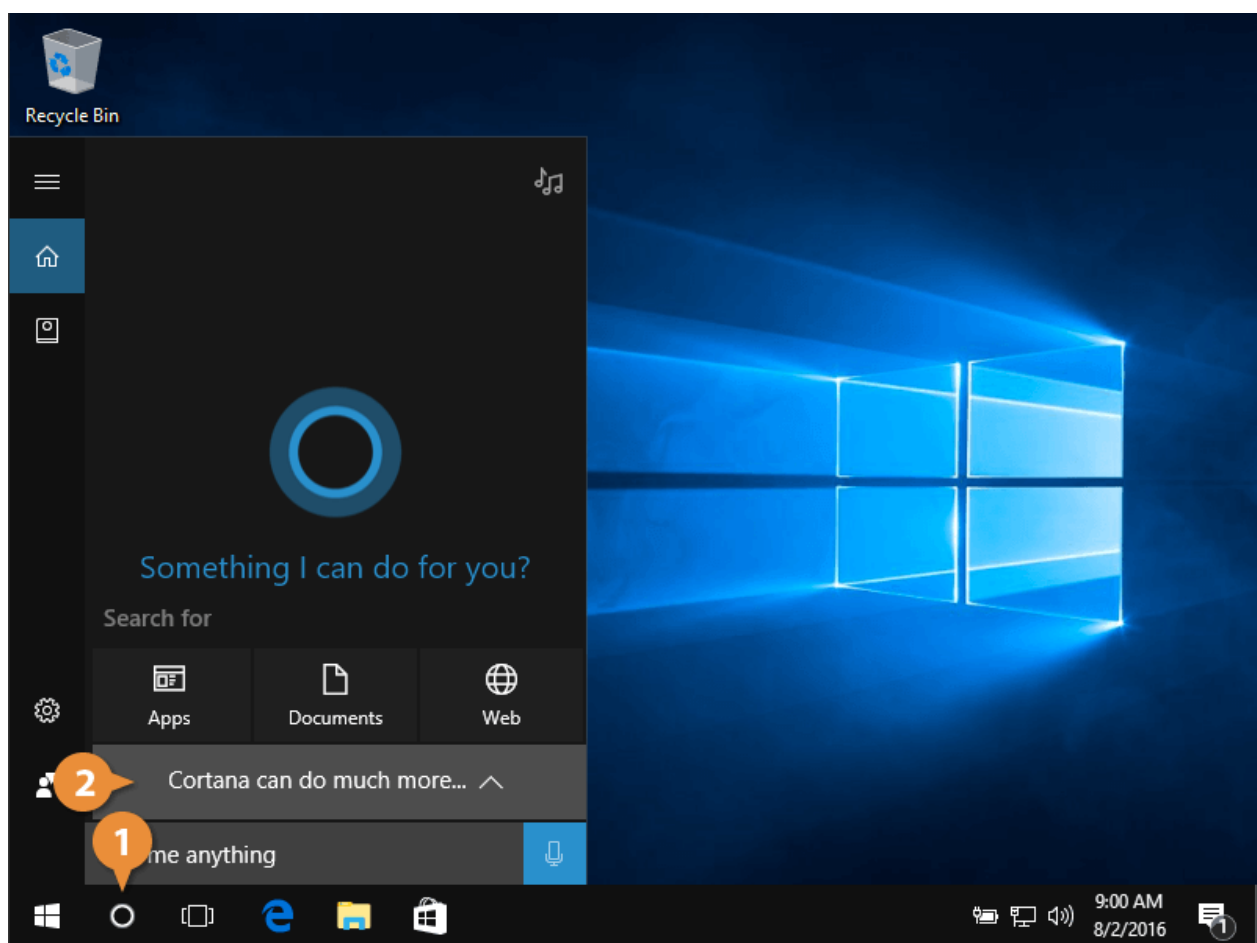 Recycle Bin
Something I can do for you?
Search for
Apps
Documents
Web
2
Cortana can do much more...
1
me anything
9:00 AM
8/2/2016
1